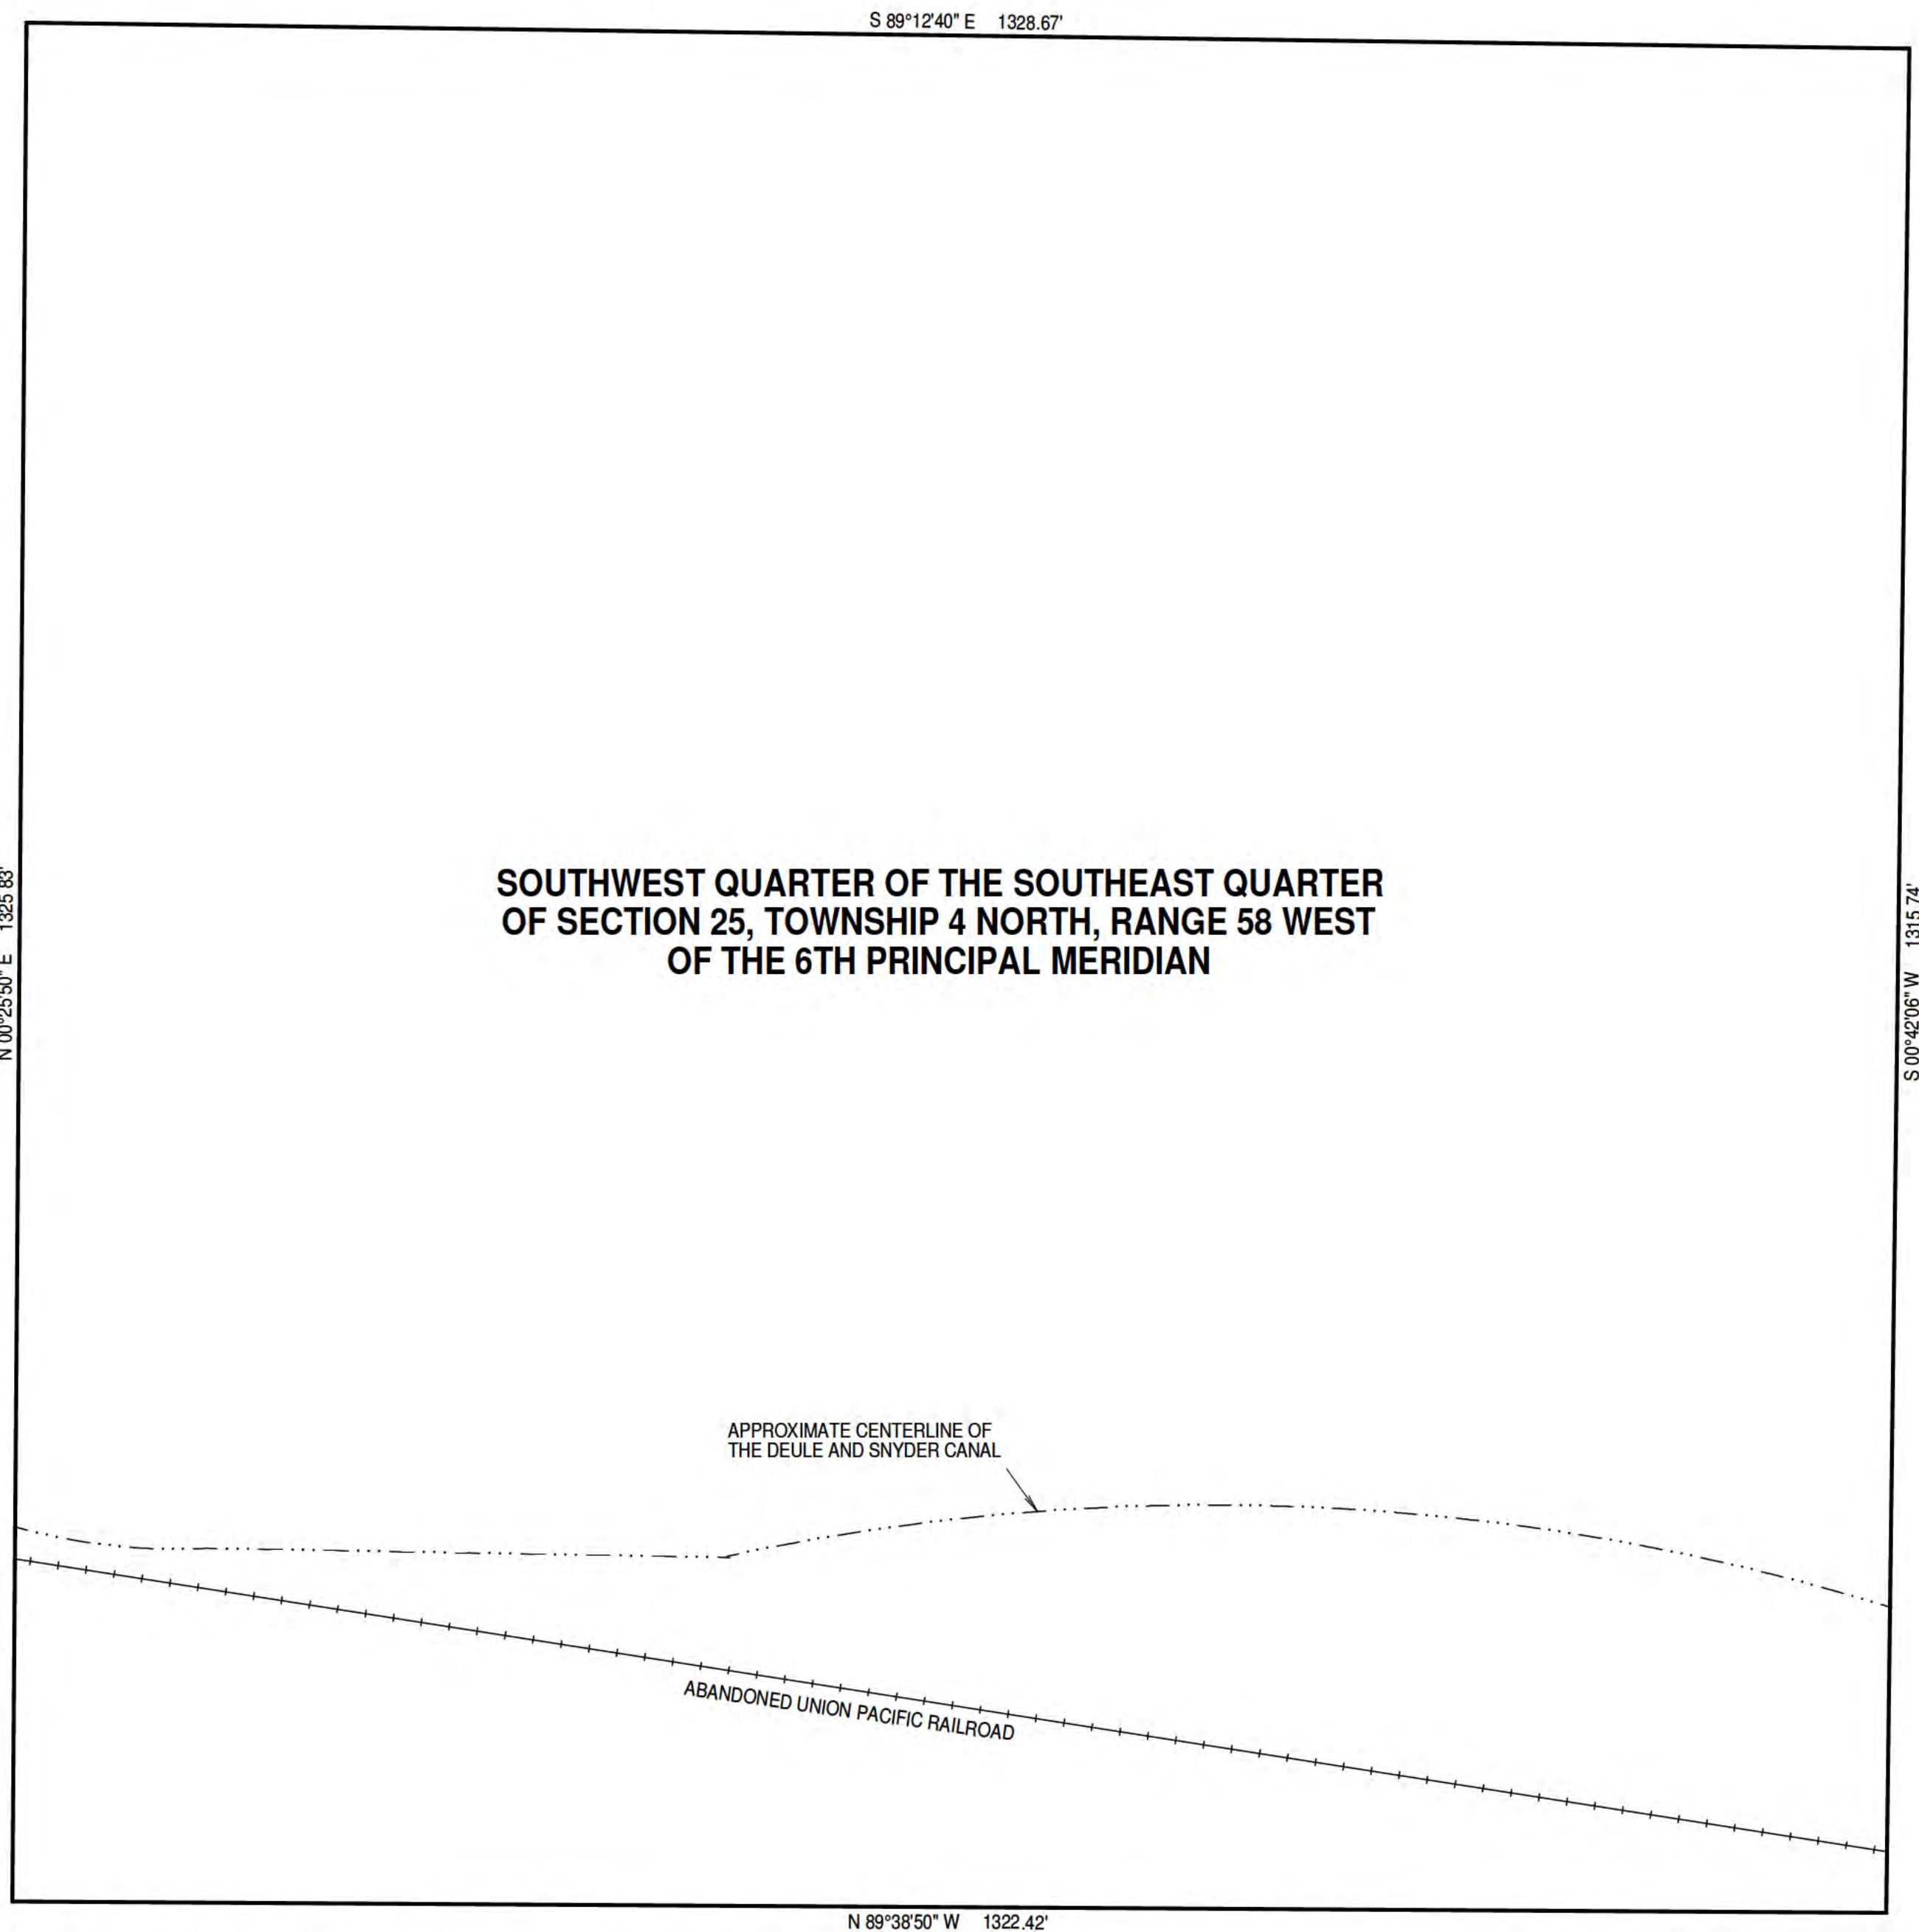 S 89°12'40" E 1328.67'
N 00°25'50" E 1325.83'
S 00°42'06" W 1315.74'
SOUTHWEST QUARTER OF THE SOUTHEAST QUARTER
OF SECTION 25, TOWNSHIP 4 NORTH, RANGE 58 WEST
OF THE 6TH PRINCIPAL MERIDIAN
APPROXIMATE CENTERLINE OF
THE DEULE AND SNYDER CANAL
ABANDONED UNION PACIFIC RAILROAD
N 89°38'50" W 1322.42'